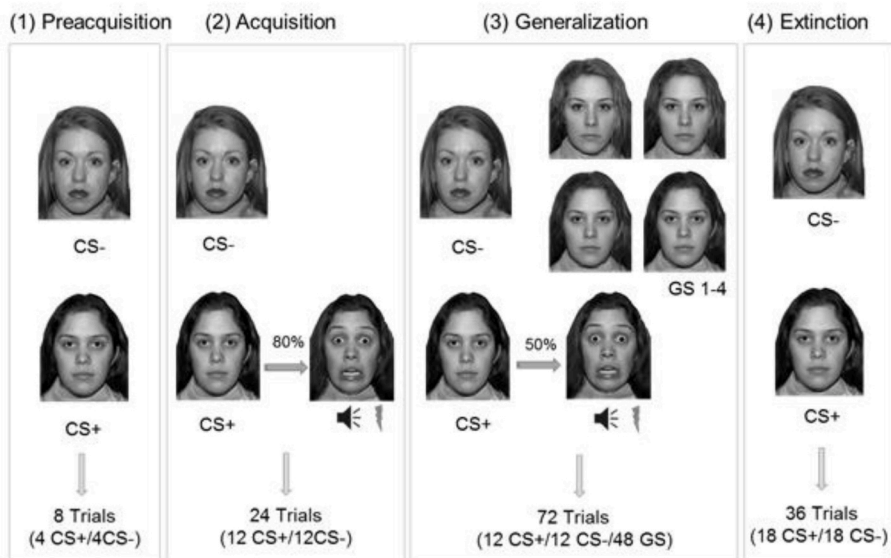 (1) Preacquisition
CS-
CS+
8 Trials
(4 CS+/4CS-)
(2) Acquisition
CS-
80%
CS+
24 Trials
(12 CS+/12CS-)
(3) Generalization
CS-
GS 1-4
50%
CS+
72 Trials
(12 CS+/12 CS-/48 GS)
(4) Extinction
CS-
CS+
36 Trials
(18 CS+/18 CS-)